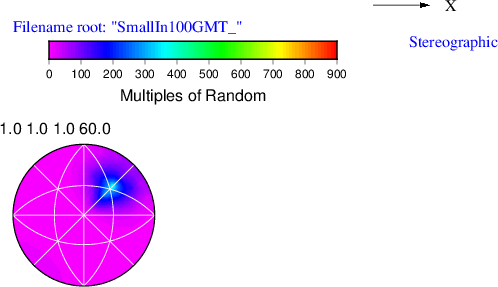 X
Filename root: "SmallIn100GMT_"
Stereographic
0 100 200 300 400 500 600 700 800 900
Multiples of Random
1.0 1.0 1.0 60.0